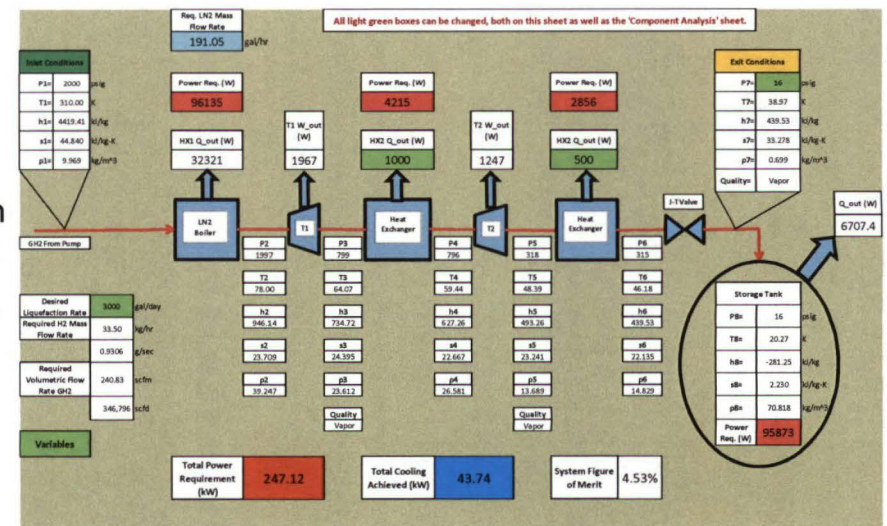 Req. LN2 Mass
Flow Rate
191.05 gal/hr
All light green boxes can be changed, both on this sheet as well as the 'Component Analysis' sheet.
Inlet Conditions
P1= 2000 psig
T1= 310.00 K
h1= 4419.41 kJ/kg
s1= 44.840 kJ/kg-K
p1= 9.969 kg/m^3
Power Req. (W)
96135
HX1 Q_out (W)
32321
T1 W_out
(W)
1967
Power Req. (W)
4215
HX2 Q_out (W)
1000
T2 W_out
(W)
1247
Power Req. (W)
2856
HX2 Q_out (W)
500
Exit Conditions
P7= 16 psig
T7= 38.97 K
h7= 439.53 kJ/kg
s7= 33.278 kJ/kg-K
p7= 0.699 kg/m^3
Quality= Vapor
Q_out (W)
6707.4
GH2 From Pump
LN2
Boiler
T1
Heat
Exchanger
T2
Heat
Exchanger
J-T Valve
P2
1997
T2
78.00
h2
946.14
s2
23.709
p2
39.247
P3
799
T3
64.07
h3
734.72
s3
24.395
p3
23.612
Quality
Vapor
P4
796
T4
59.44
h4
627.26
s4
22.667
p4
26.581
P5
318
T5
48.39
h5
493.26
s5
23.241
p5
13.689
Quality
Vapor
P6
315
T6
46.18
h6
439.53
s6
22.135
p6
14.829
Storage Tank
P8= 16 psig
T8= 20.27 K
h8= -281.25 kJ/kg
s8= 2.230 kJ/kg-K
p8= 70.818 kg/m^3
Power
Req. (W) 95873
Desired
Liquefaction Rate 3000 gal/day
Required H2 Mass
Flow Rate 33.50 kg/hr
0.9306 g/sec
Required
Volumetric Flow
Rate GH2 240.83 scfm
346,796 scfd
Variables
Total Power
Requirement
(kW) 247.12
Total Cooling
Achieved (kW) 43.74
System Figure
of Merit 4.53%